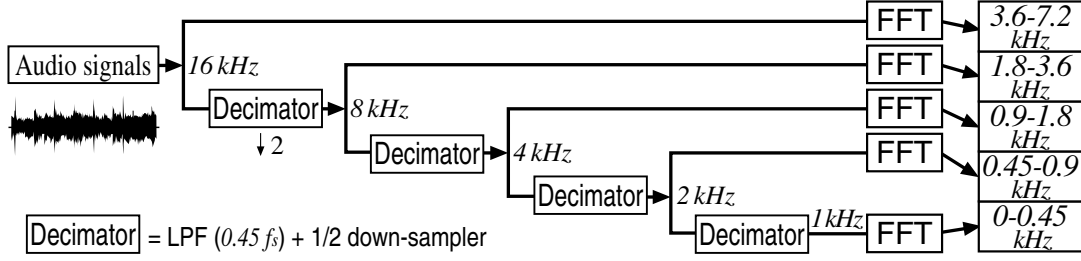 FFT
3.6-7.2
kHz
Audio signals
16 kHz
FFT
1.8-3.6
kHz
Decimator
8 kHz
FFT
0.9-1.8
kHz
↓ 2
Decimator
4 kHz
FFT
0.45-0.9
kHz
Decimator
2 kHz
Decimator
1 kHz
FFT
0-0.45
kHz
Decimator = LPF (0.45 fs) + 1/2 down-sampler